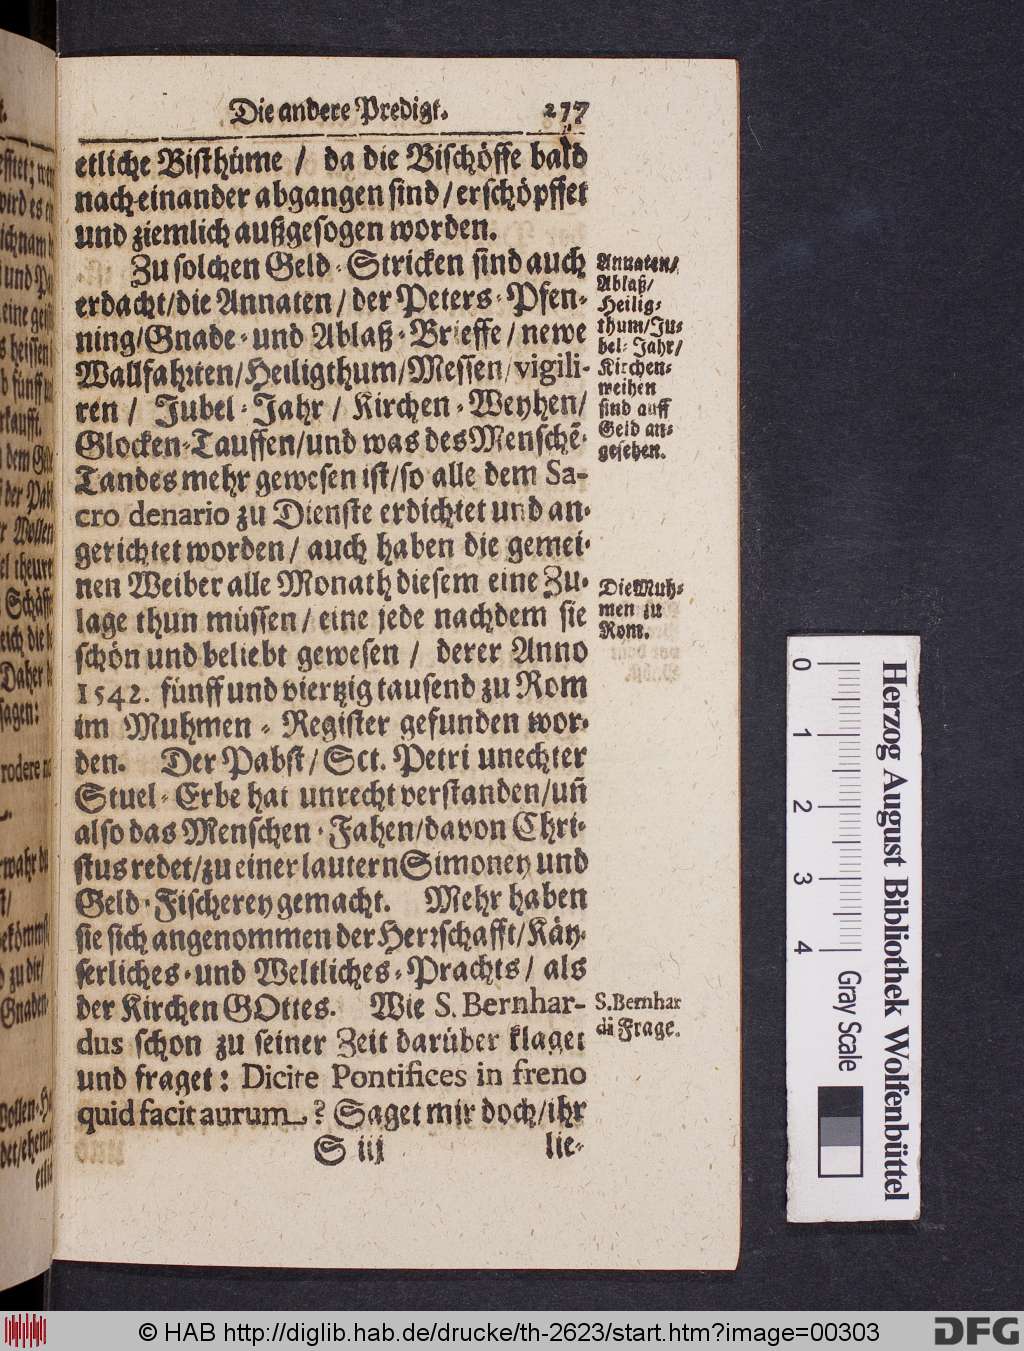 Die andere Predigt. 277
etliche Bisthüme / da die Bischöffe bald
nach-einander abgangen sind / erschöpffet
und ziemlich außgesogen worden.
Zu solchen Geld-Stricken sind auch
erdacht/die Annaten / der Peters-Pfen-
ning/Gnade-und Ablaß-Brieffe / newe
Wallfahrten/Heiligthum/Messen/vigili-
ren / Jubel-Jahr / Kirchen-Weyhen/
Glocken-Tauffen/und was des Menschẽ-
Tandes mehr gewesen ist/so alle dem Sa-
cro denario zu Dienste erdichtet und an-
gerichtet worden / auch haben die gemei-
nen Weiber alle Monath diesem eine Zu-
lage thun müssen / eine jede nachdem sie
schön und beliebt gewesen / derer Anno
1542. fünff und viertzig tausend zu Rom
im Muhmen-Register gefunden wor-
den. Der Pabst / Sct. Petri unechter
Stuel-Erbe hat unrecht verstanden/uñ
also das Menschen-Fahen/davon Chri-
stus redet/zu einer lautern Simoney und
Geld-Fischerey gemacht. Mehr haben
sie sich angenommen der Herrschafft/Käy-
serliches-und Weltliches-Prachts / als
der Kirchen GOttes. Wie S. Bernhar-
dus schon zu seiner Zeit darüber klaget
und fraget: Dicite Pontifices in freno
quid facit aurum? Saget mir doch/ihr
S iij lie-
Annaten/
Ablaß/
Heilig-
thum/Ju-
bel-Jahr/
Kirchen-
weihen
sind auff
Geld an-
gesehen.
Die Muh-
men zu
Rom.
S. Bernhar
di Frage.
Herzog August Bibliothek Wolfenbüttel
0 1 2 3 4
Gray Scale
© HAB http://diglib.hab.de/drucke/th-2623/start.htm?image=00303
DFG